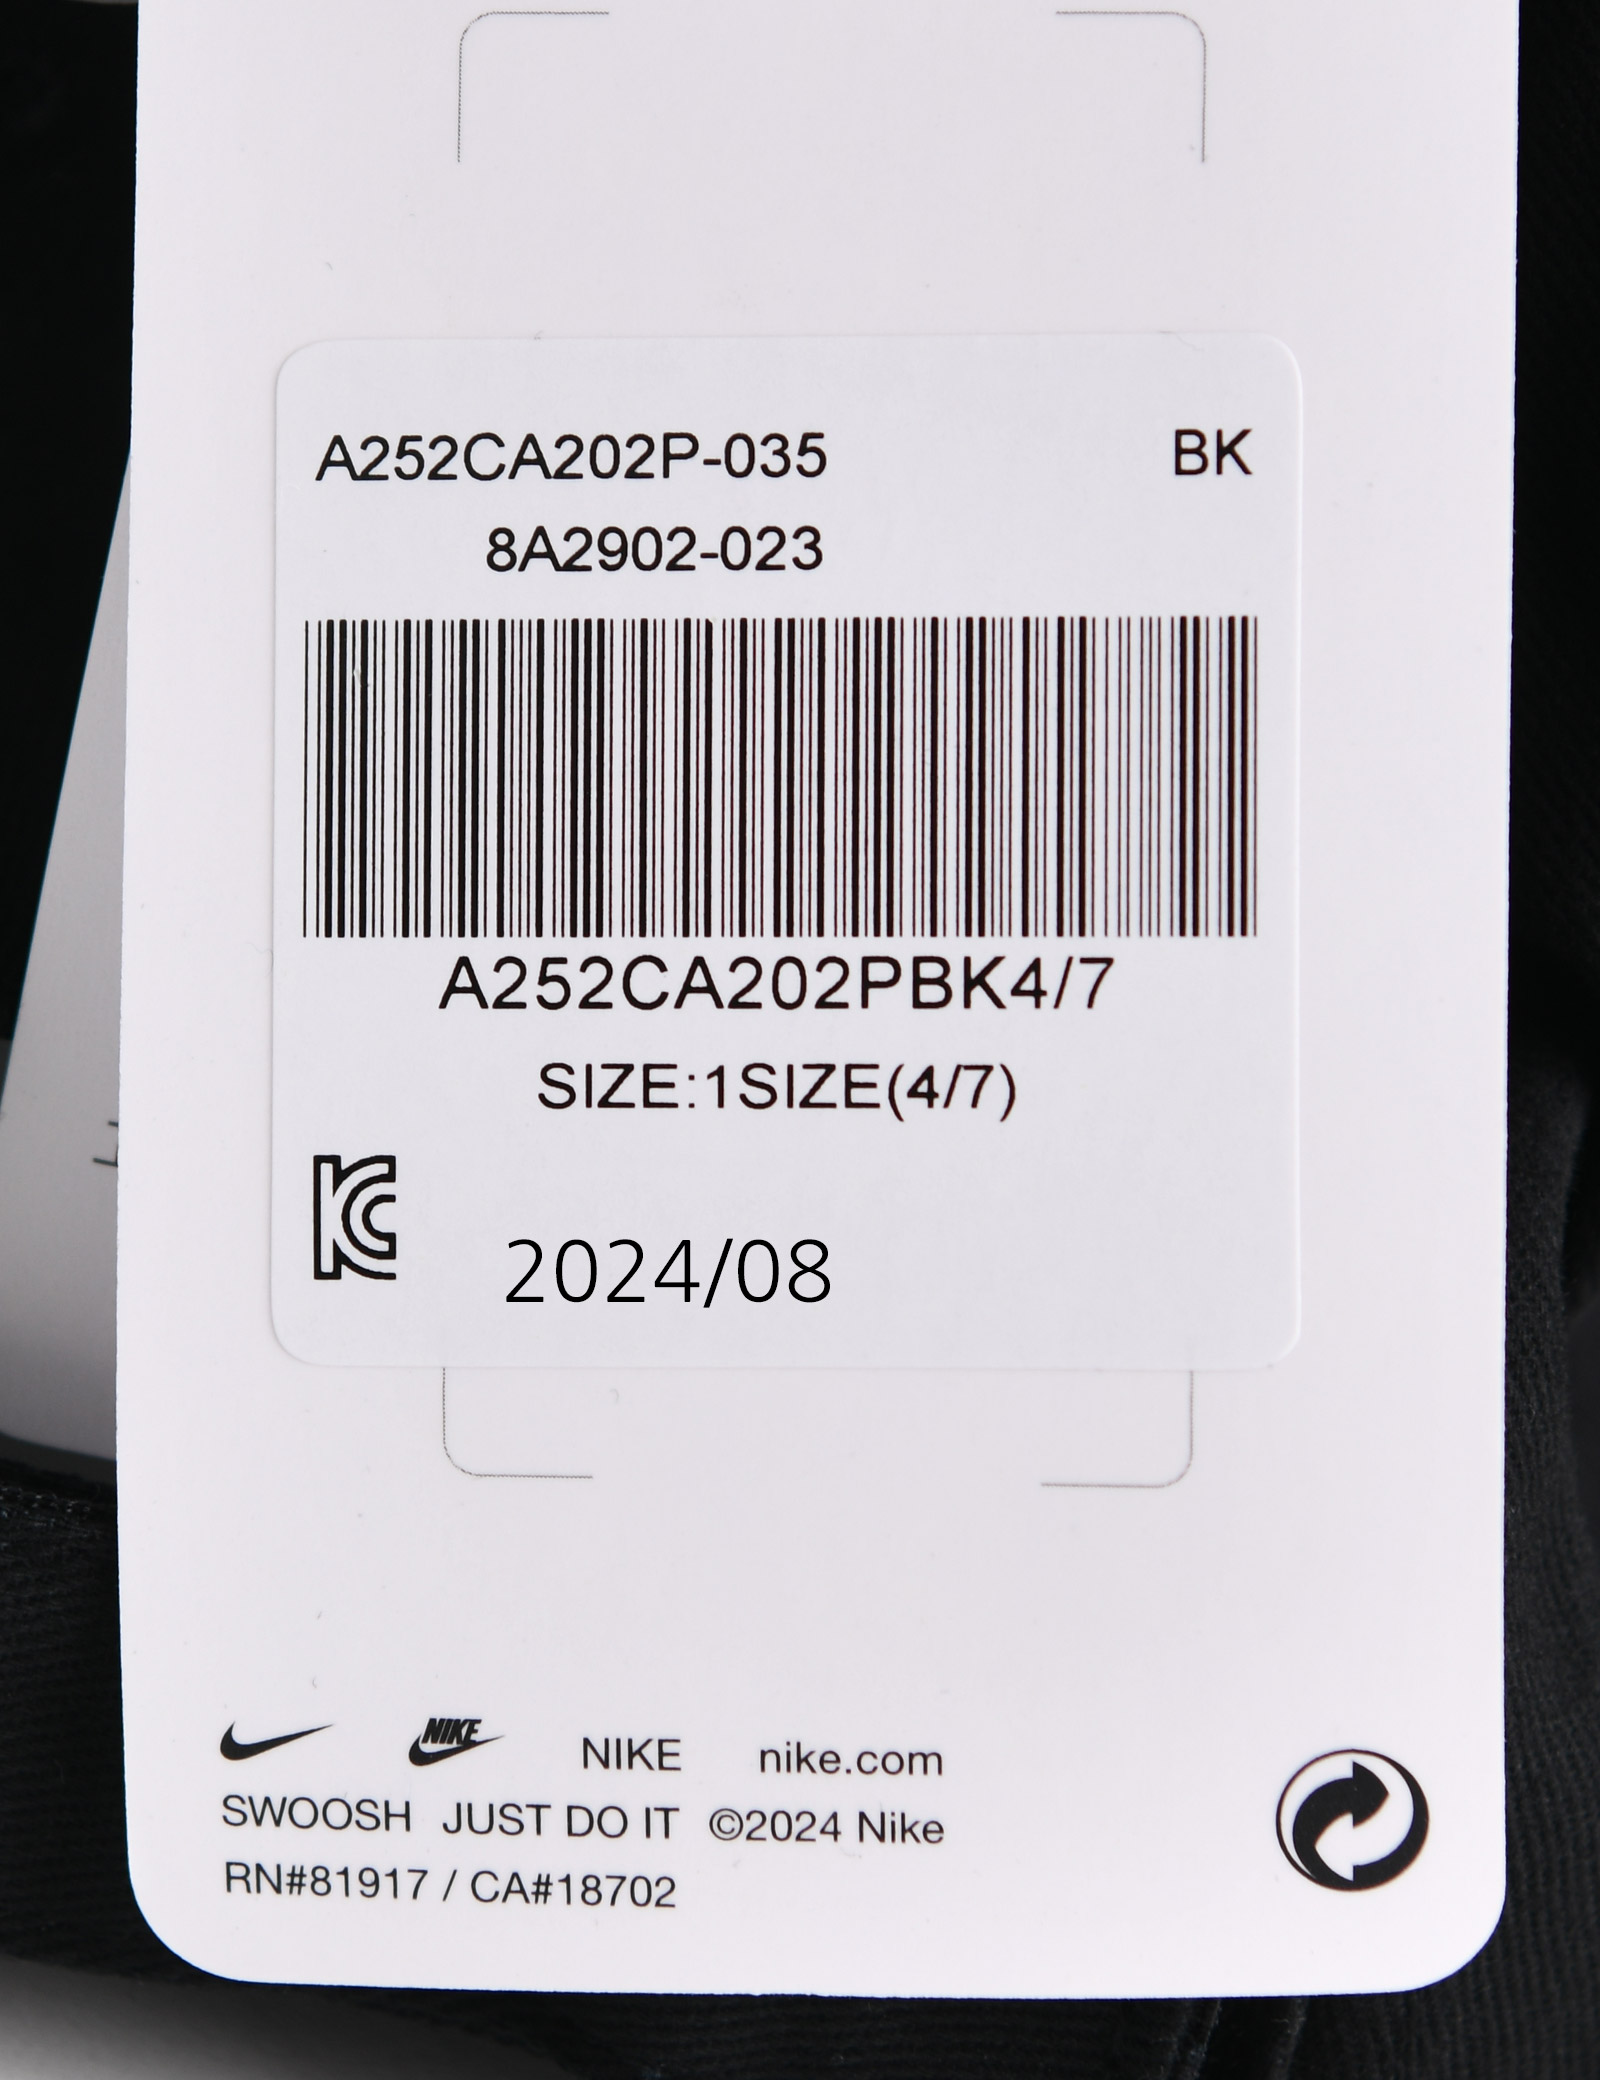 A252CA202P-035 BK
8A2902-023
A252CA202PBK4/7
SIZE:1SIZE(4/7)
KC 2024/08
NIKE NIKE nike.com
SWOOSH JUST DO IT ©2024 Nike
RN#81917 / CA#18702